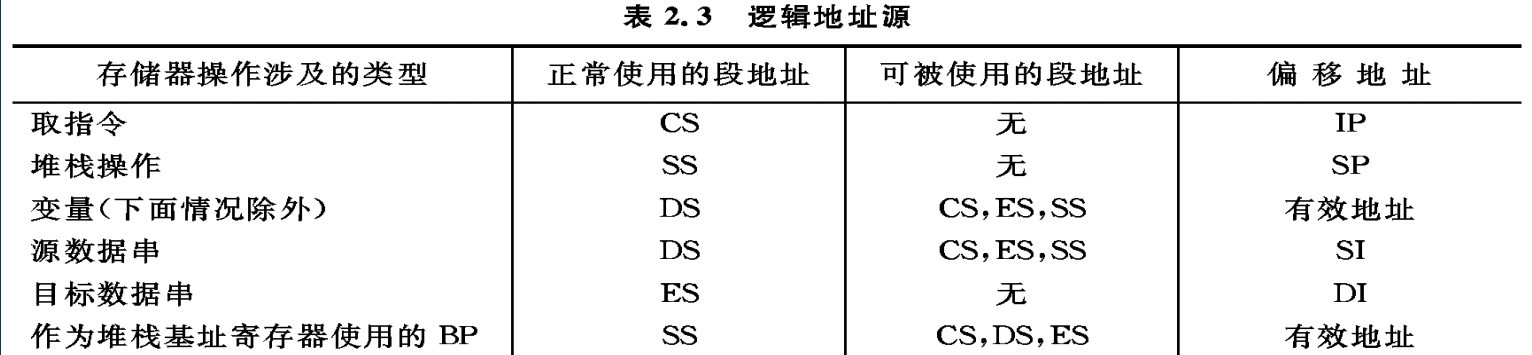 表 2.3 逻辑地址源
存储器操作涉及的类型 正常使用的段地址 可被使用的段地址 偏移地址
取指令 CS 无 IP
堆栈操作 SS 无 SP
变量(下面情况除外) DS CS,ES,SS 有效地址
源数据串 DS CS,ES,SS SI
目标数据串 ES 无 DI
作为堆栈基址寄存器使用的 BP SS CS,DS,ES 有效地址